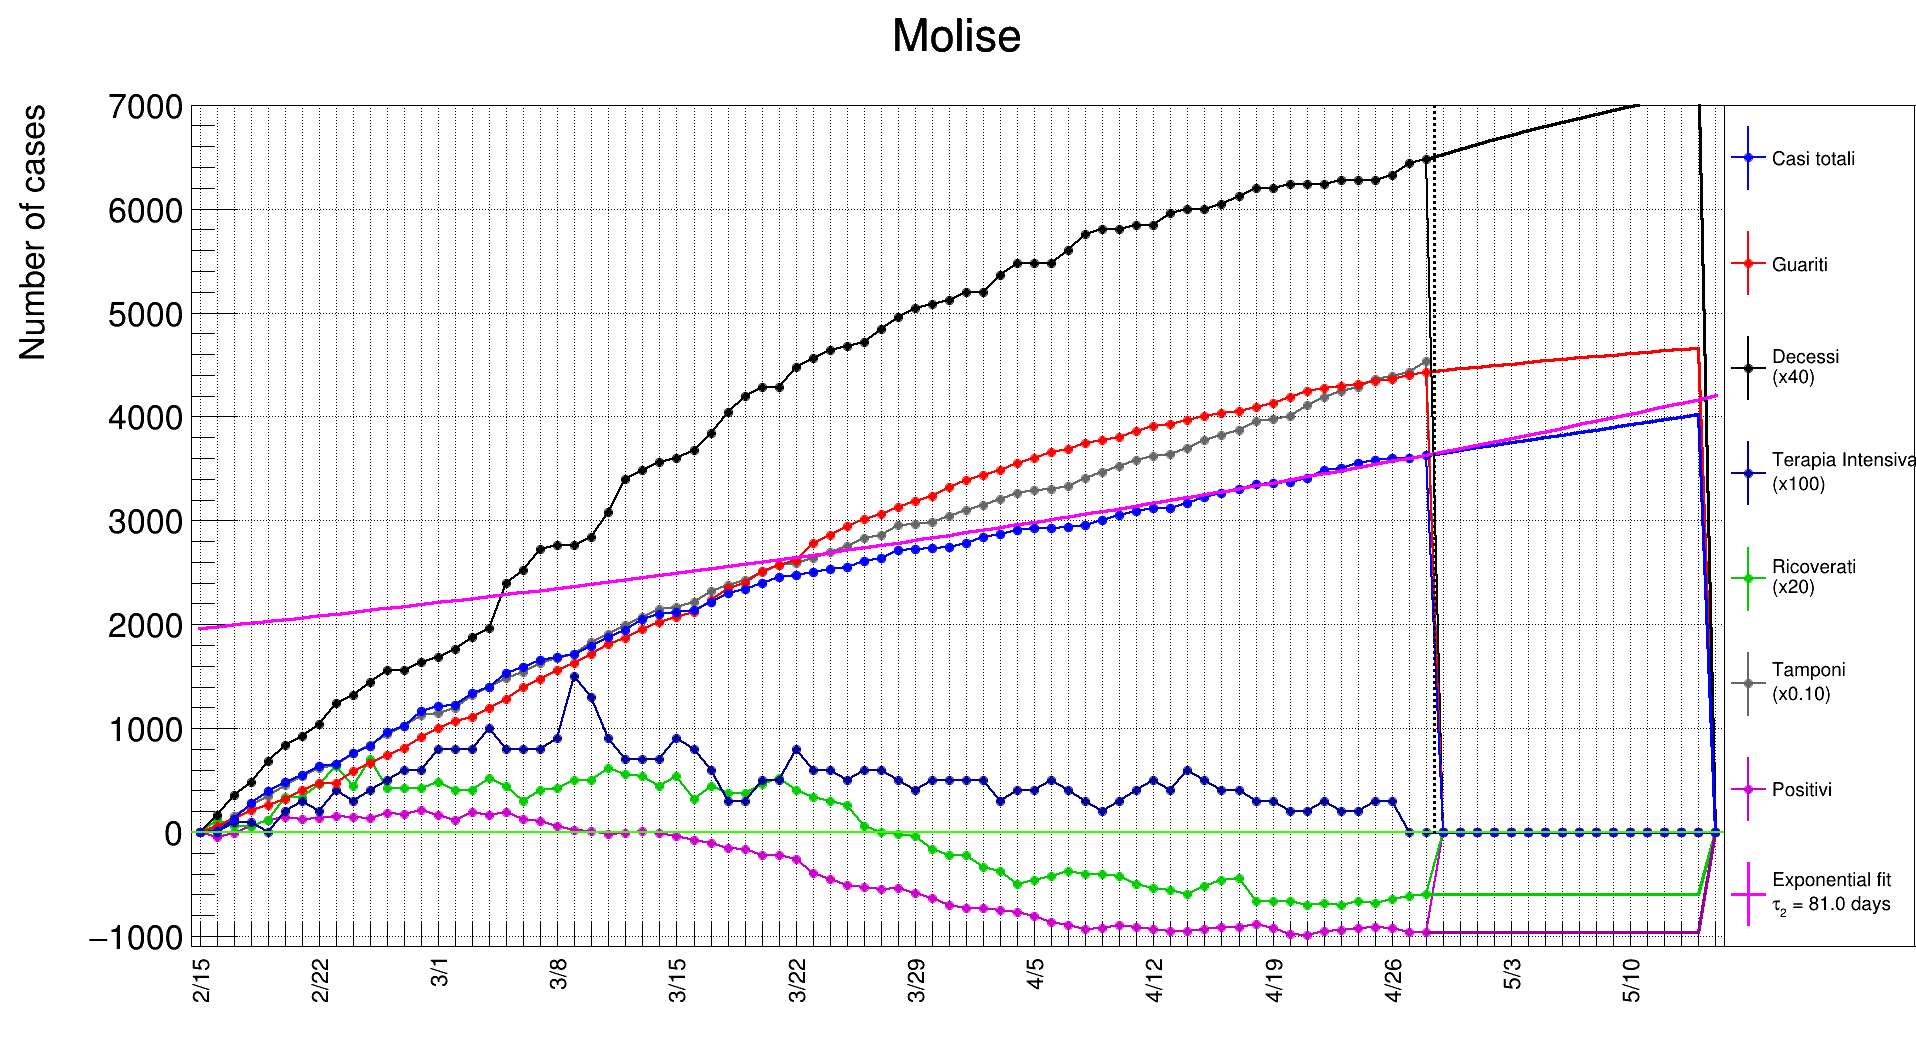 Molise
Number of cases
7000
6000
5000
4000
3000
2000
1000
0
−1000
2/15
2/22
3/1
3/8
3/15
3/22
3/29
4/5
4/12
4/19
4/26
5/3
5/10
Casi totali
Guariti
Decessi
(x40)
Terapia Intensiva
(x100)
Ricoverati
(x20)
Tamponi
(x0.10)
Positivi
Exponential fit
τ2 = 81.0 days